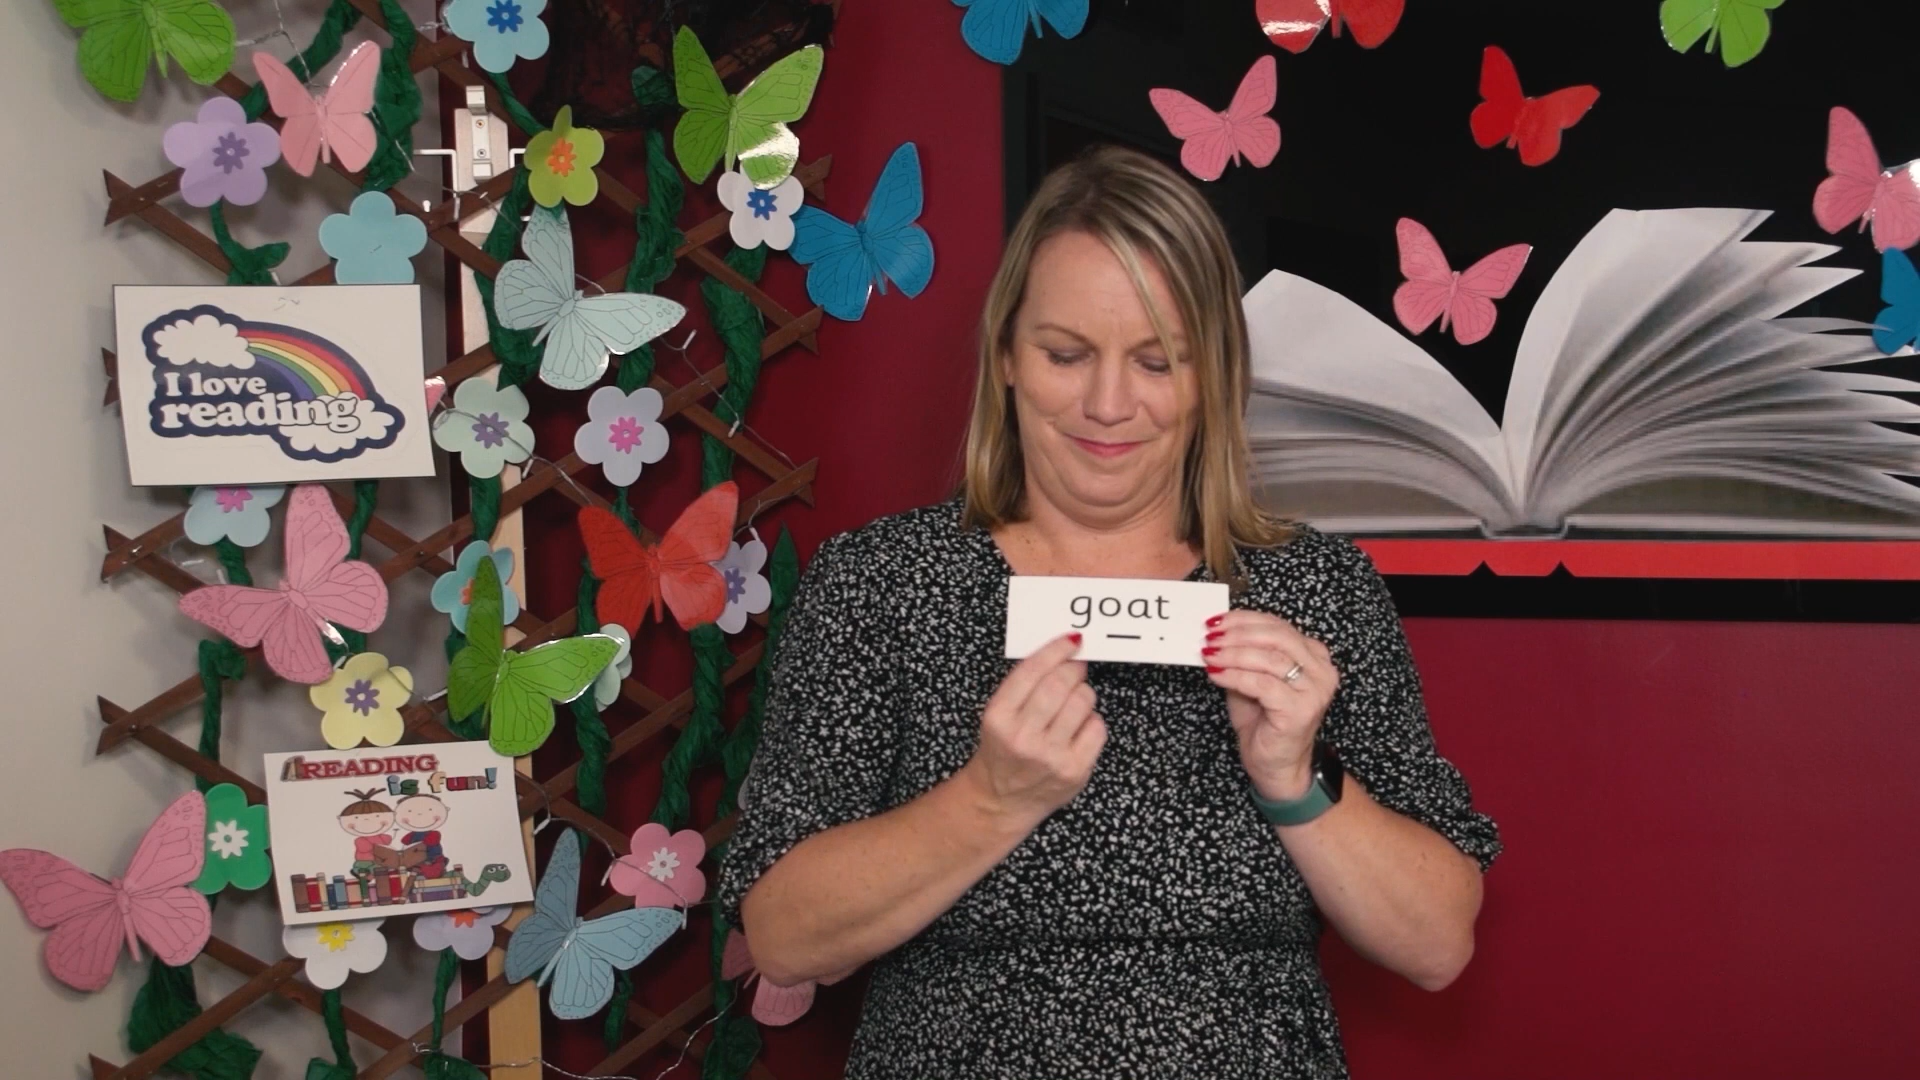 I love
reading
READING
is fun!
goat